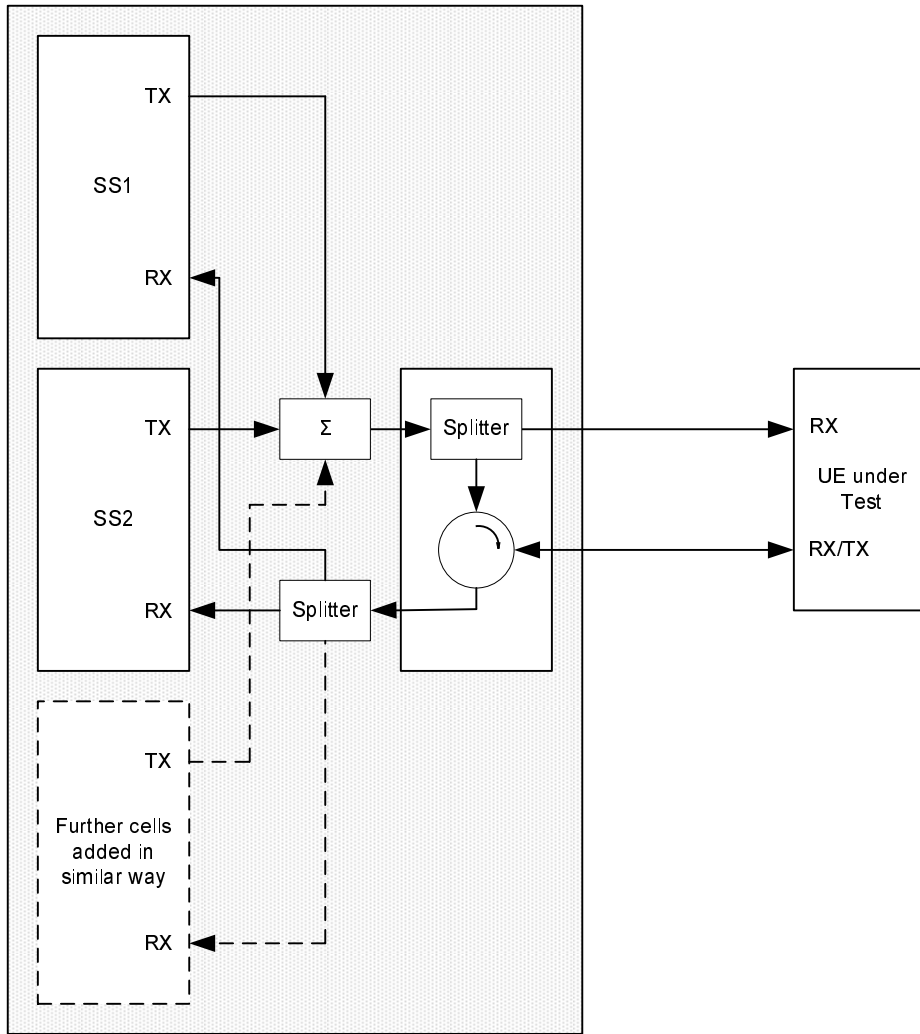 TX
SS1
RX
TX
Σ
Splitter
RX
UE under
Test
SS2
RX/TX
RX
Splitter
TX
Further cells
added in
similar way
RX